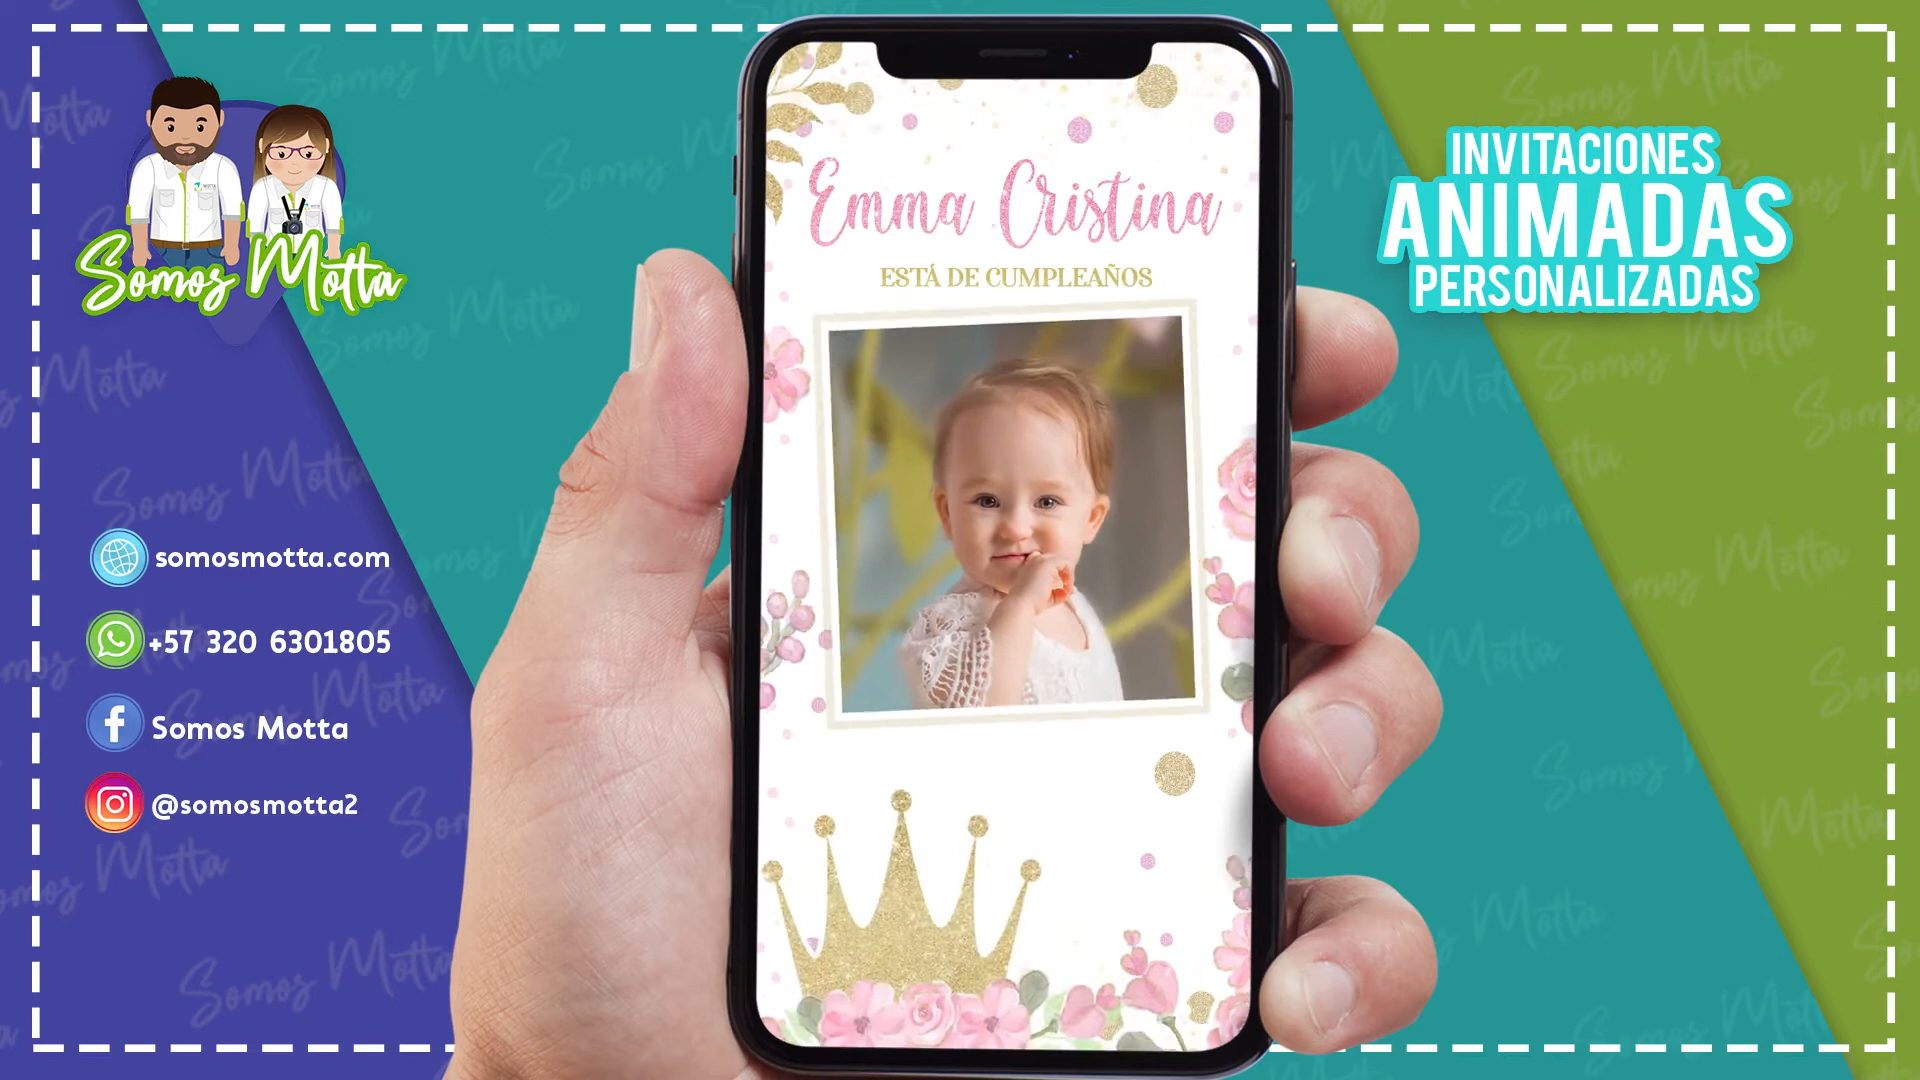 Somos Motta
somosmotta.com
+57 320 6301805
Somos Motta
@somosmotta2
Emma Cristina
ESTÁ DE CUMPLEAÑOS
INVITACIONES
ANIMADAS
PERSONALIZADAS